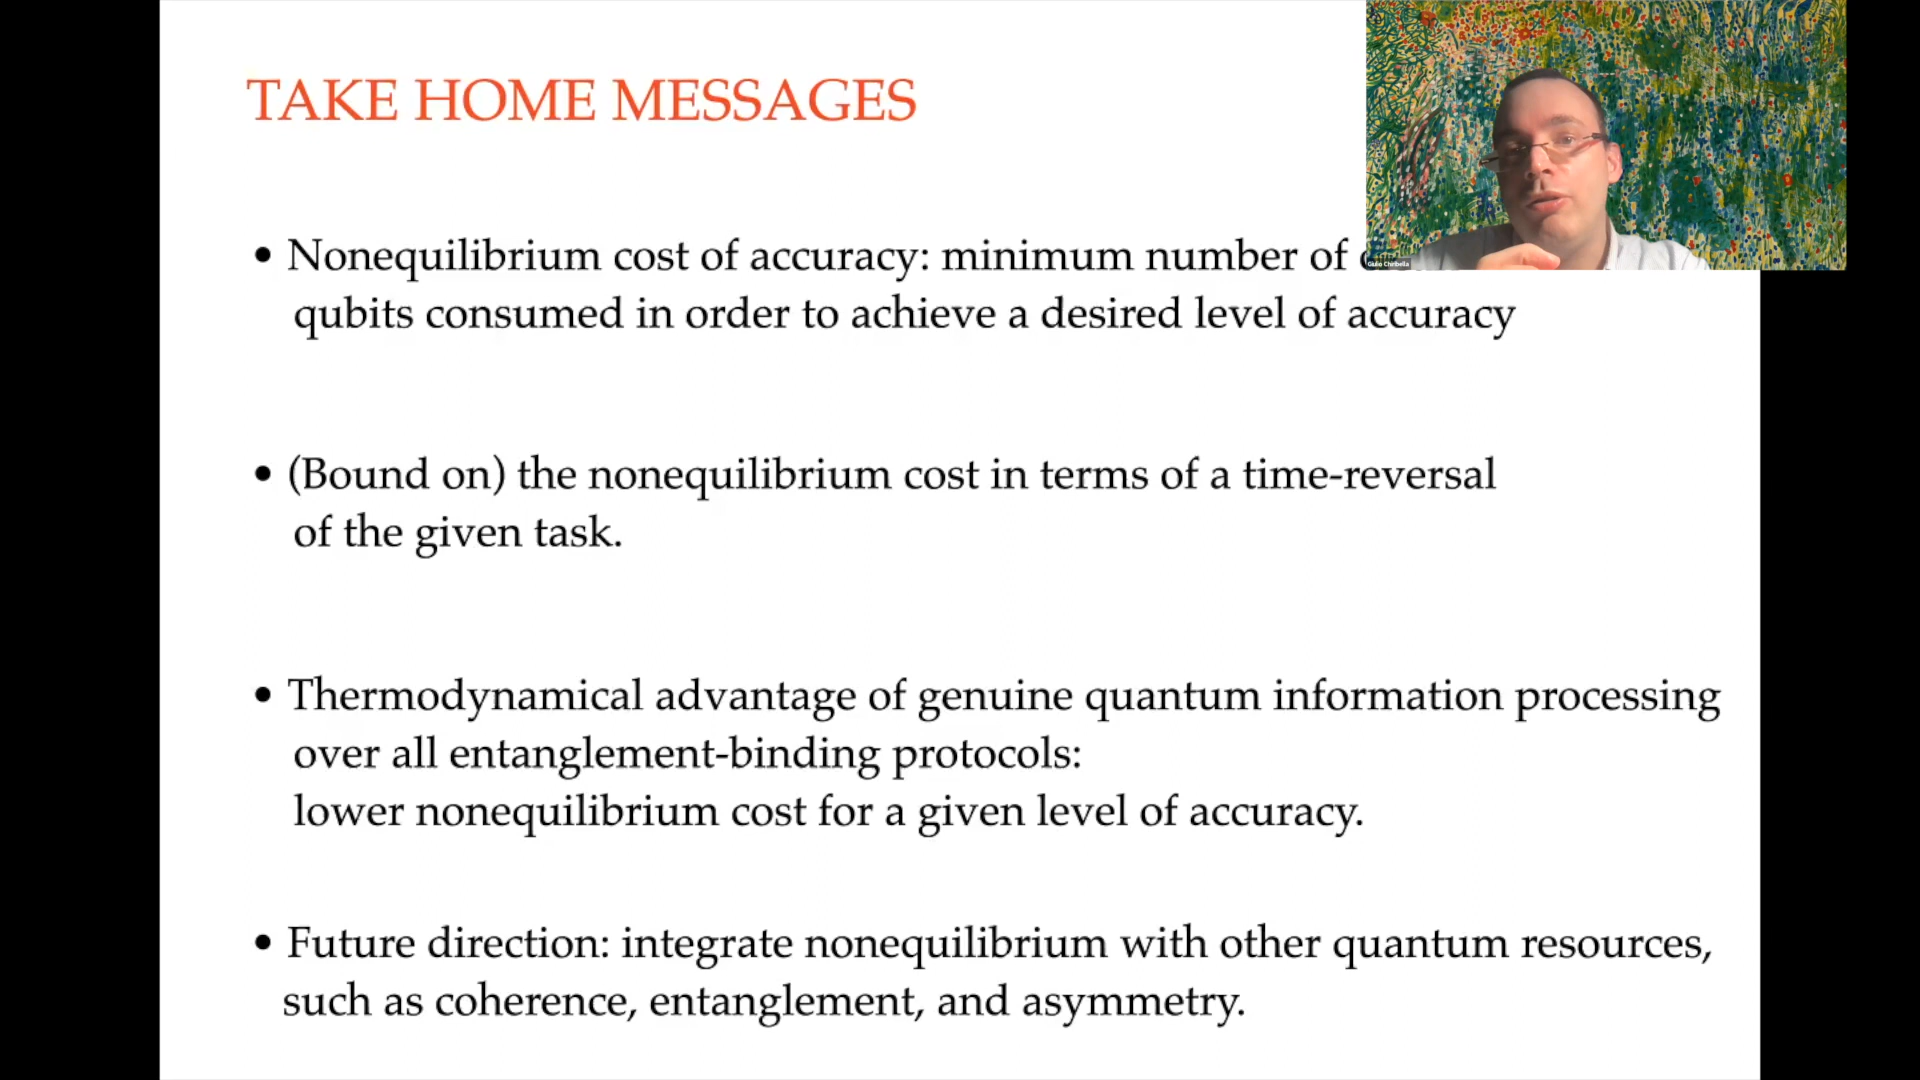 TAKE HOME MESSAGES
• Nonequilibrium cost of accuracy: minimum number of
Giulio Chiribella
qubits consumed in order to achieve a desired level of accuracy
• (Bound on) the nonequilibrium cost in terms of a time-reversal
of the given task.
• Thermodynamical advantage of genuine quantum information processing
over all entanglement-binding protocols:
lower nonequilibrium cost for a given level of accuracy.
• Future direction: integrate nonequilibrium with other quantum resources,
such as coherence, entanglement, and asymmetry.